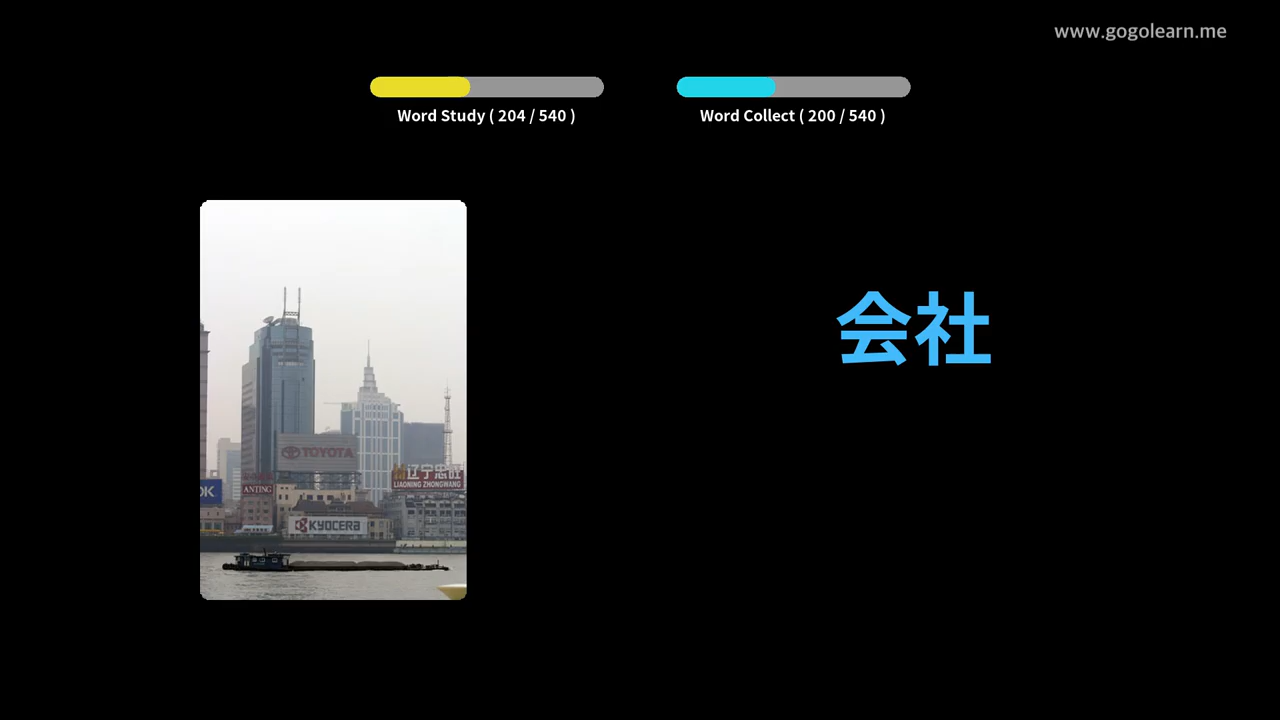 www.gogolearn.me
Word Study ( 204 / 540 )
Word Collect ( 200 / 540 )
会社
TOYOTA
辽宁忠旺
LIAONING ZHONGWANG
OK
ANTING
KYOCERA